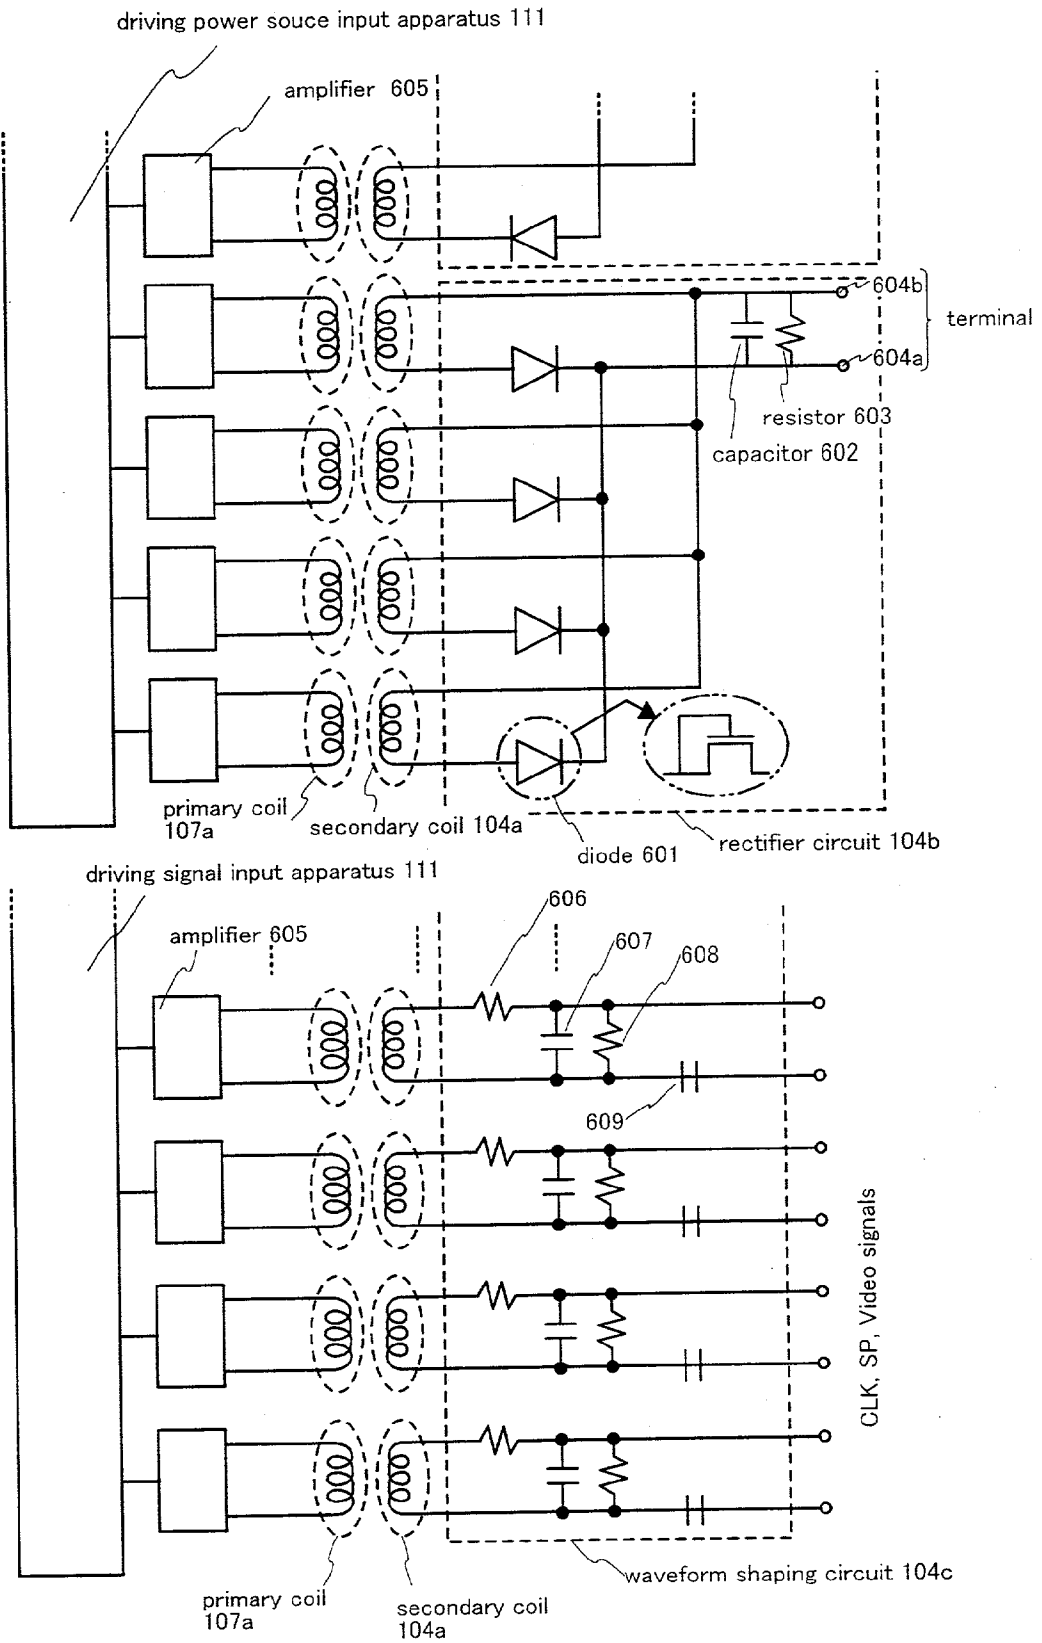 driving power souce input apparatus 111
amplifier 605
604b
terminal
604a
resistor 603
capacitor 602
primary coil
107a
secondary coil 104a
diode 601
rectifier circuit 104b
driving signal input apparatus 111
amplifier 605
606
607
608
609
CLK, SP, Video signals
waveform shaping circuit 104c
primary coil
107a
secondary coil
104a